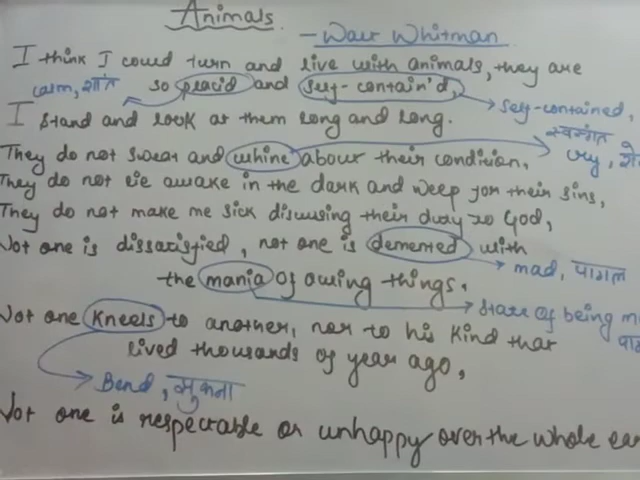 Animals.
- Walt Whitman
I think I could turn and live with animals, they are
calm, शांत so placid and self-contain'd,
self-contained,
I stand and look at them long and long.
स्वशांत
They do not swear and whine about their condition,
cry,
They do not lie awake in the dark and weep for their sins,
They do not make me sick discussing their duty to God,
Not one is dissatisfied, not one is demented with
mad, पागल
the mania of owning things.
state of being
Not one kneels to another, nor to his kind that
lived thousands of year ago,
Bend, झुकना
Not one is respectable or unhappy over the whole